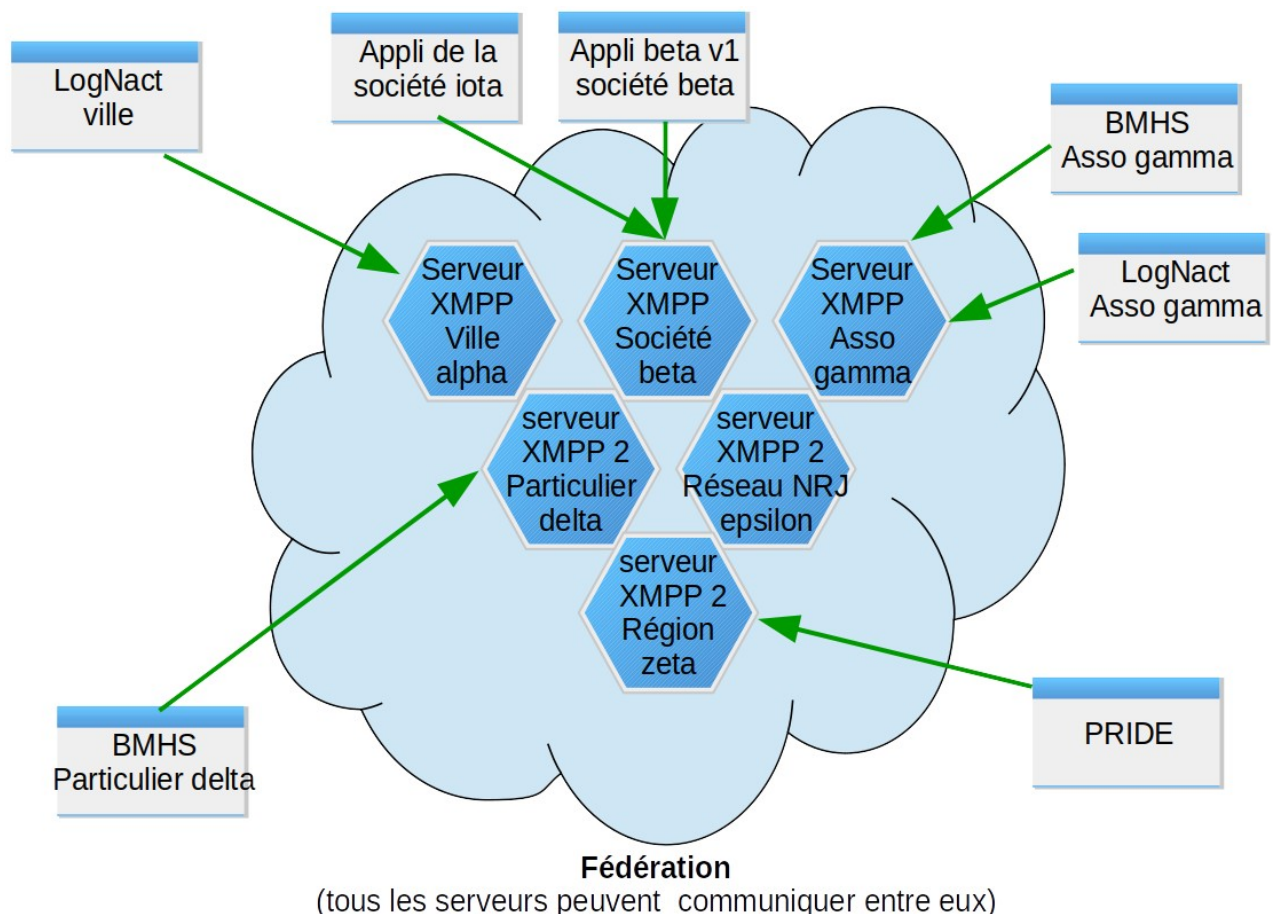 LogNact
ville
Appli de la
société iota
Appli beta v1
société beta
BMHS
Asso gamma
LogNact
Asso gamma
Serveur
XMPP
Ville
alpha
Serveur
XMPP
Société
beta
Serveur
XMPP
Asso
gamma
serveur
XMPP 2
Particulier
delta
serveur
XMPP 2
Réseau NRJ
epsilon
serveur
XMPP 2
Région
zeta
BMHS
Particulier delta
PRIDE
Fédération
(tous les serveurs peuvent communiquer entre eux)